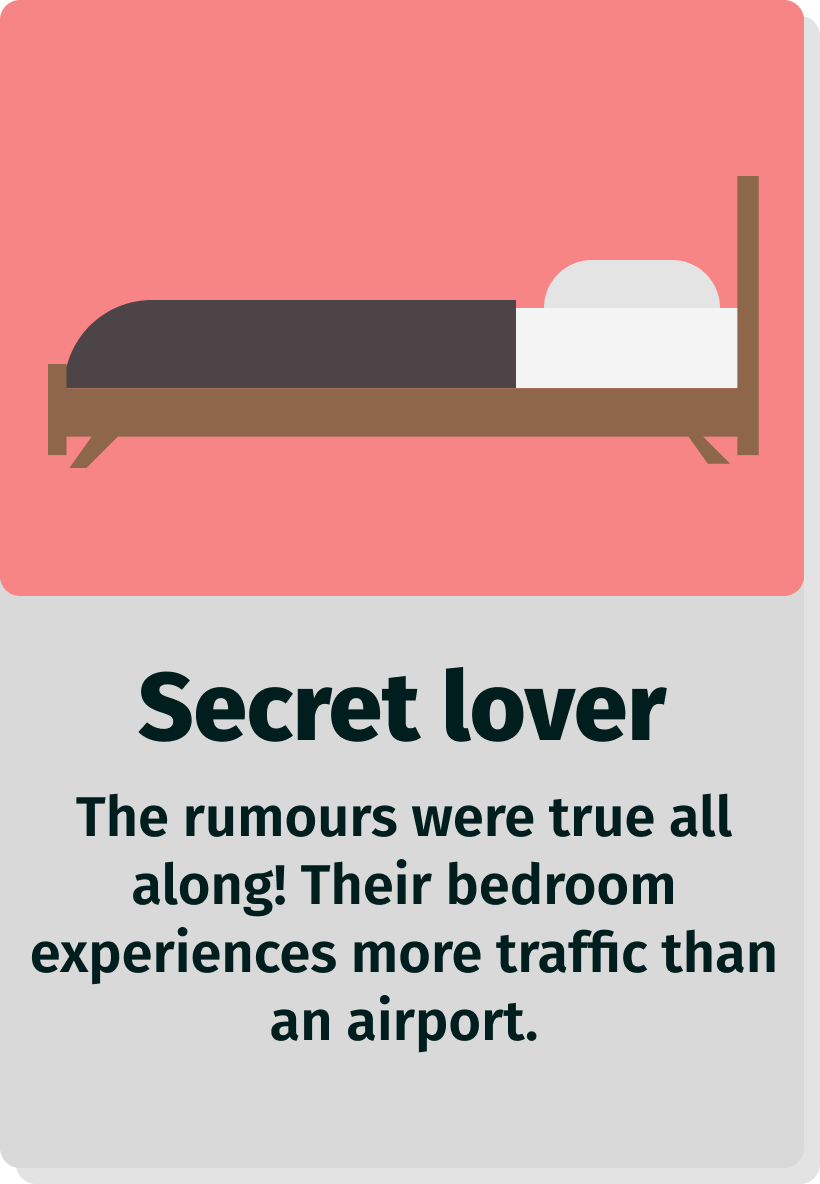 Secret lover
The rumours were true all
along! Their bedroom
experiences more traffic than
an airport.